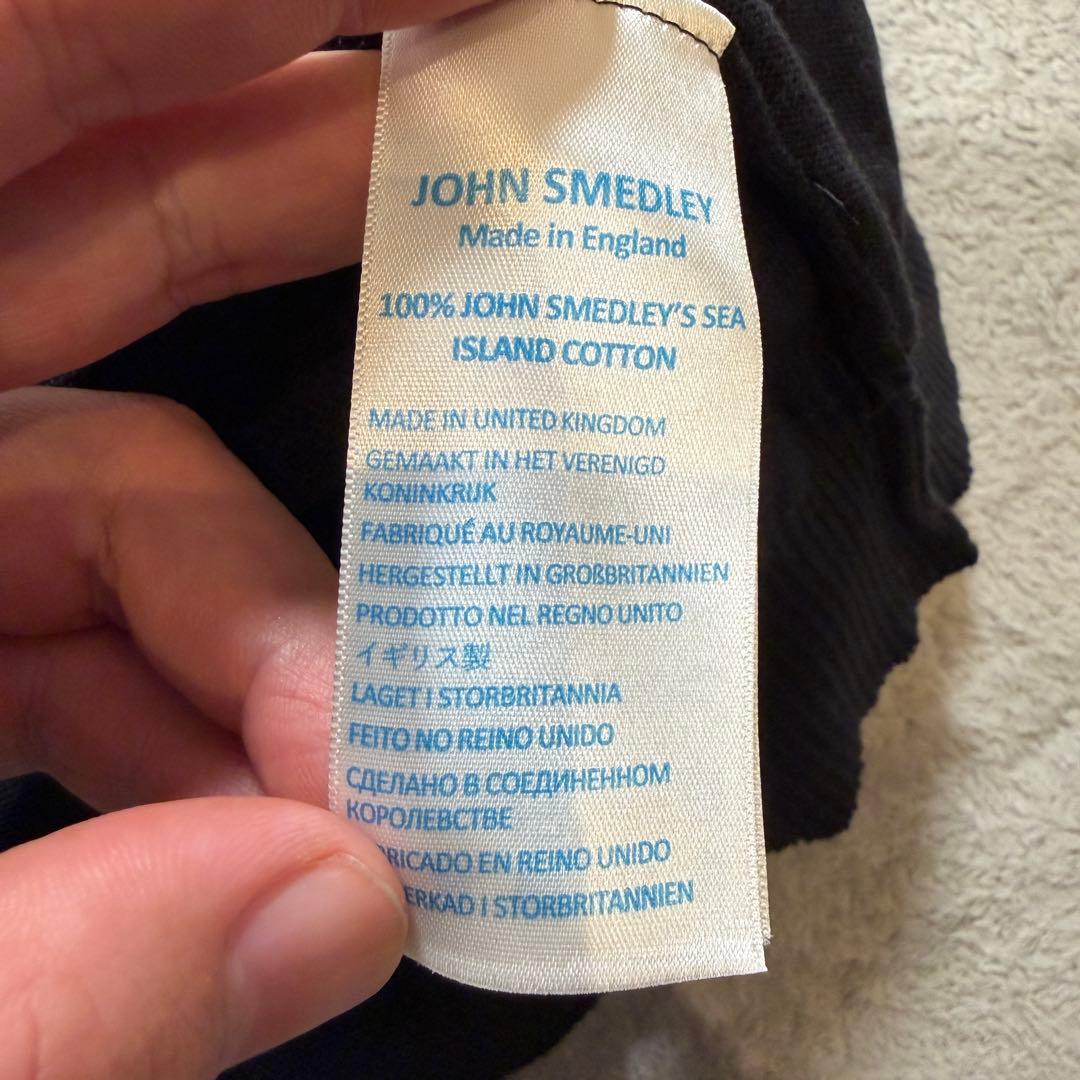 JOHN SMEDLEY
Made in England
100% JOHN SMEDLEY'S SEA
ISLAND COTTON
MADE IN UNITED KINGDOM
GEMAAKT IN HET VERENIGD
KONINKRIJK
FABRIQUÉ AU ROYAUME-UNI
HERGESTELLT IN GROßBRITANNIEN
PRODOTTO NEL REGNO UNITO
イギリス製
LAGET I STORBRITANNIA
FEITO NO REINO UNIDO
СДЕЛАНО В СОЕДИНЕННОМ
КОРОЛЕВСТВЕ
EN REINO UNIDO
I STORBRITANNIEN